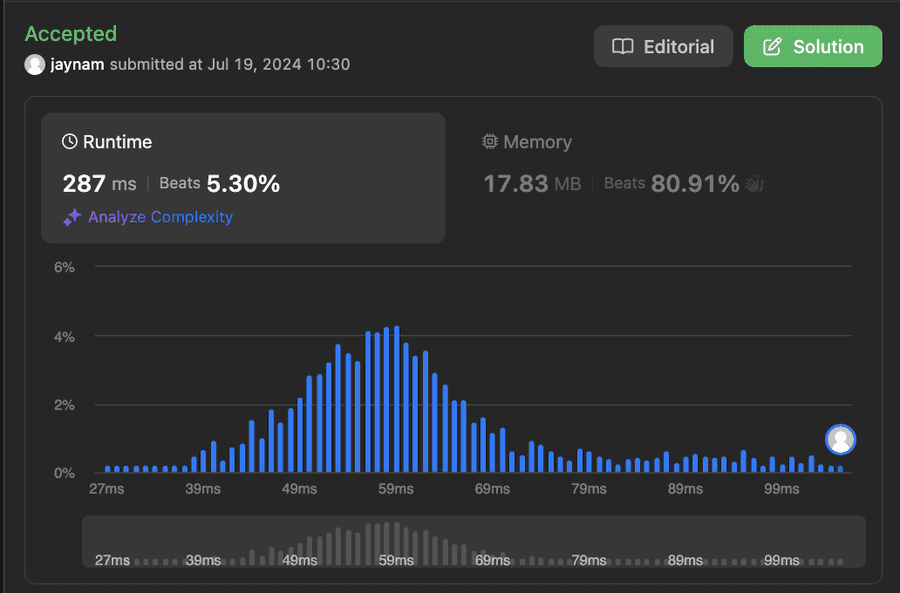 Accepted
jaynam submitted at Jul 19, 2024 10:30
Editorial
Solution
Runtime
287 ms | Beats 5.30%
Analyze Complexity
Memory
17.83 MB | Beats 80.91%
6%
4%
2%
0%
27ms 39ms 49ms 59ms 69ms 79ms 89ms 99ms
27ms 39ms 49ms 59ms 69ms 79ms 89ms 99ms